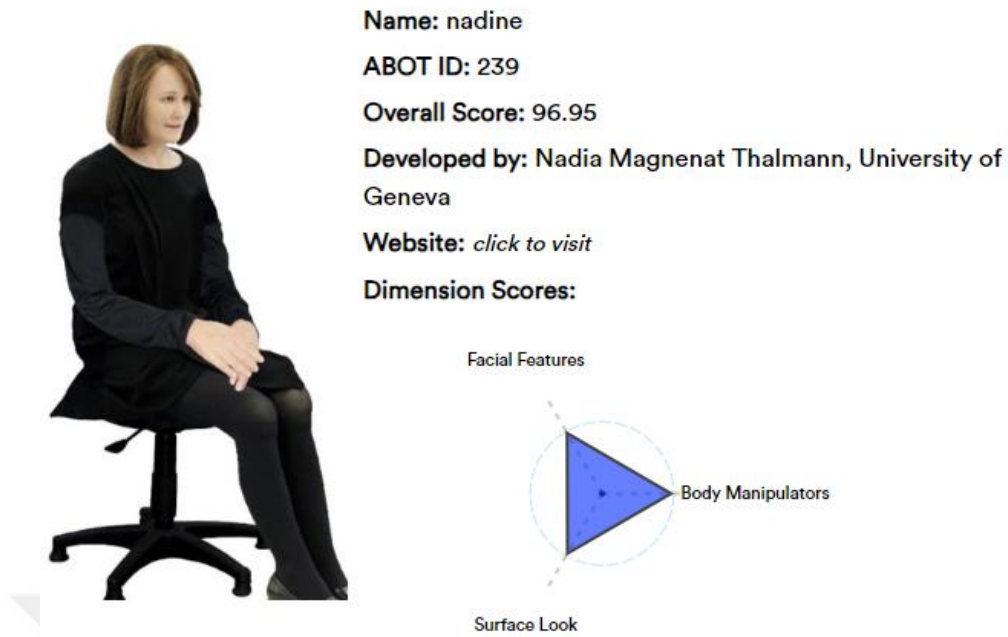 Name: nadine
ABOT ID: 239
Overall Score: 96.95
Developed by: Nadia Magnenat Thalmann, University of
Geneva
Website: click to visit
Dimension Scores:
Facial Features
Body Manipulators
Surface Look